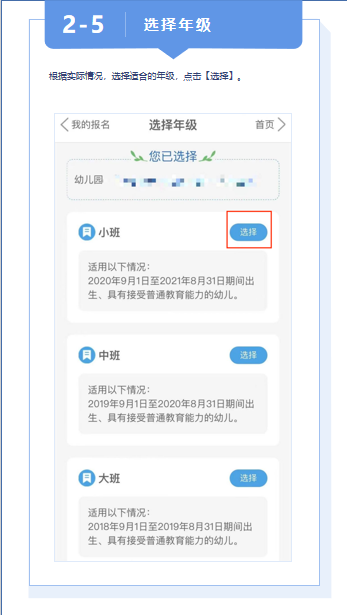 2-5 选择年级
根据实际情况，选择适合的年级，点击【选择】。
我的报名 选择年级 首页
您已选择
幼儿园
小班 选择
适用以下情况：
2020年9月1日至2021年8月31日期间出
生、具有接受普通教育能力的幼儿。
中班 选择
适用以下情况：
2019年9月1日至2020年8月31日期间出
生、具有接受普通教育能力的幼儿。
大班 选择
适用以下情况：
2018年9月1日至2019年8月31日期间出
生、具有接受普通教育能力的幼儿。